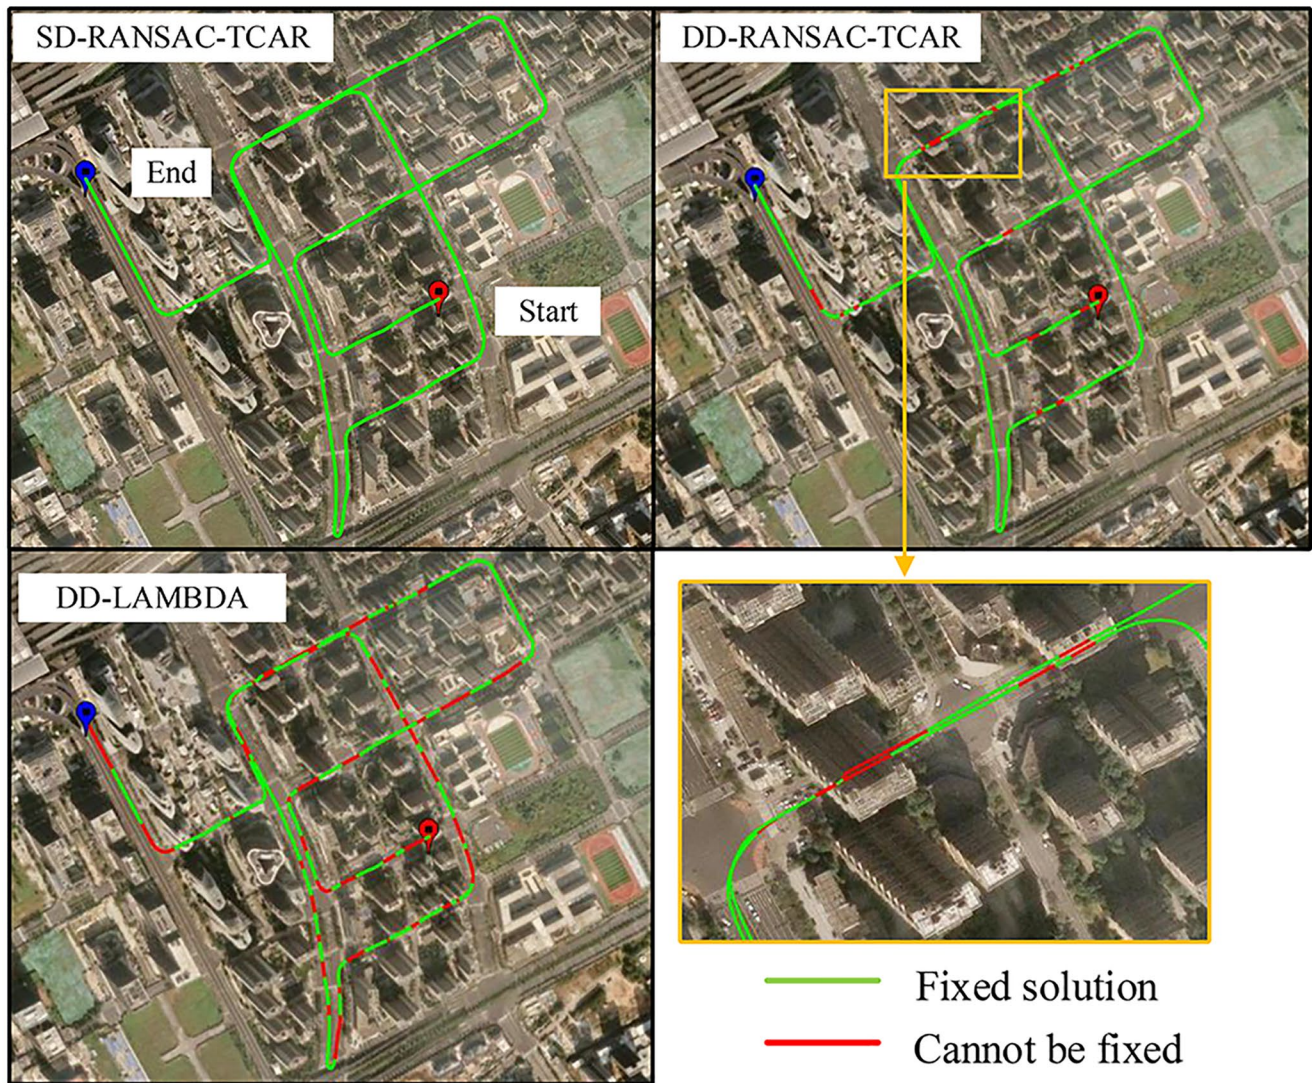 SD-RANSAC-TCAR
DD-RANSAC-TCAR
End
Start
DD-LAMBDA
Fixed solution
Cannot be fixed